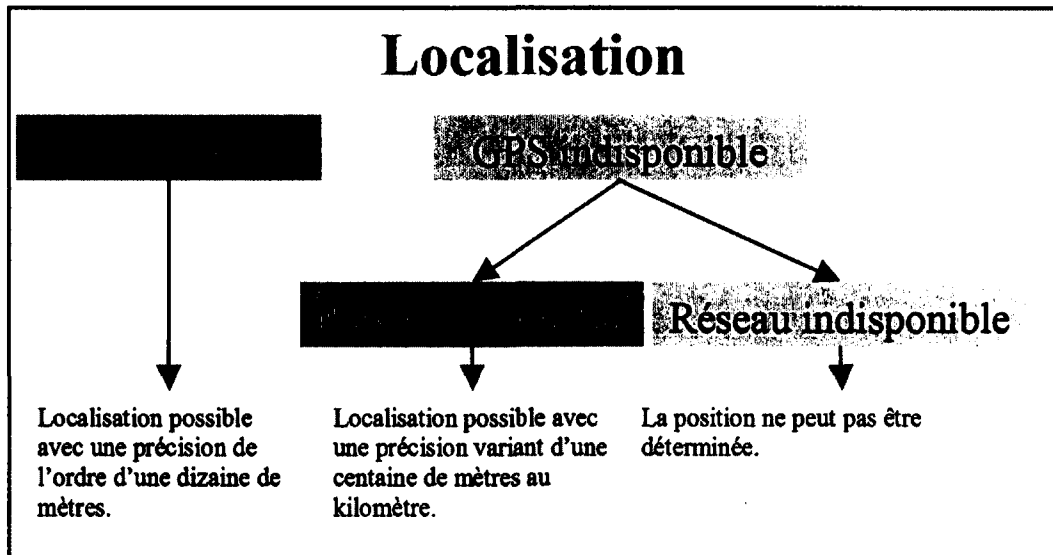 Localisation
GPS indisponible
Réseau indisponible
Localisation possible
avec une précision de
l'ordre d'une dizaine de
mètres.
Localisation possible avec
une précision variant d'une
centaine de mètres au
kilomètre.
La position ne peut pas être
déterminée.